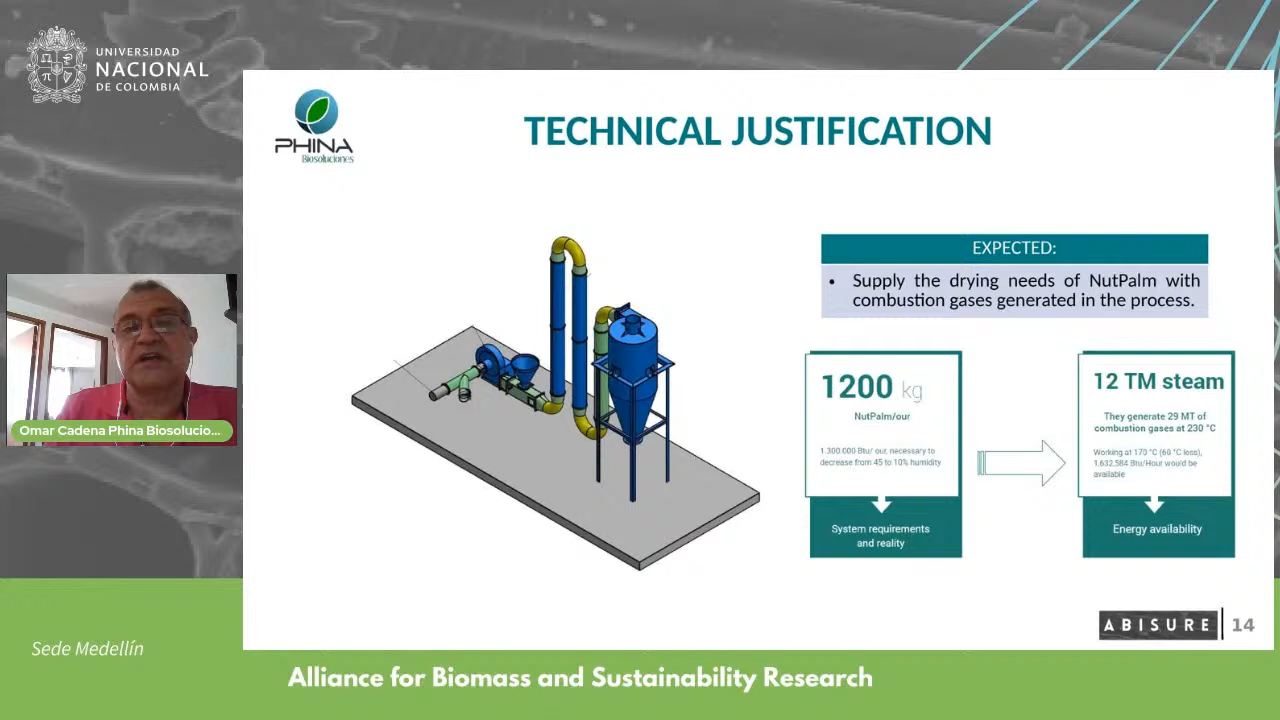 UNIVERSIDAD
NACIONAL
DE COLOMBIA
PHINA
Biosoluciones
TECHNICAL JUSTIFICATION
EXPECTED:
• Supply the drying needs of NutPalm with
combustion gases generated in the process.
1200 kg
NutPalm/our
1.300.000 Btu/ our, necessary to
decrease from 45 to 10% humidity
System requirements
and reality
12 TM steam
They generate 29 MT of
combustion gases at 230 °C
Working at 170 °C (60 °C less),
1,632,584 Btu/Hour would be
available
Energy availability
Omar Cadena Phina Biosolucio...
ABISURE 14
Sede Medellín
Alliance for Biomass and Sustainability Research